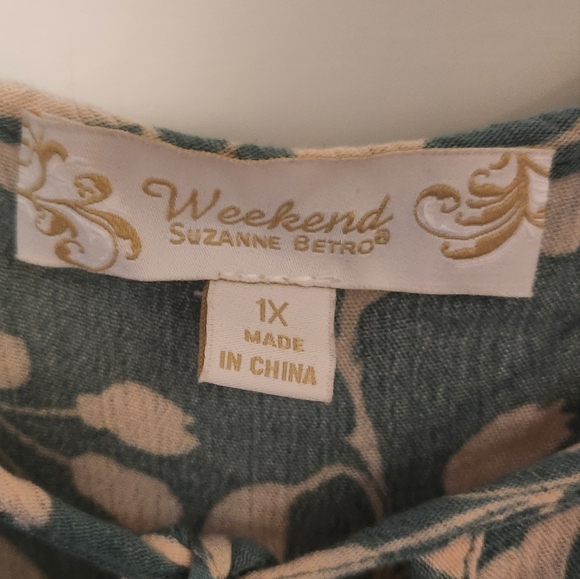 Weekend
SUZANNE BETRO®
1X
MADE
IN CHINA